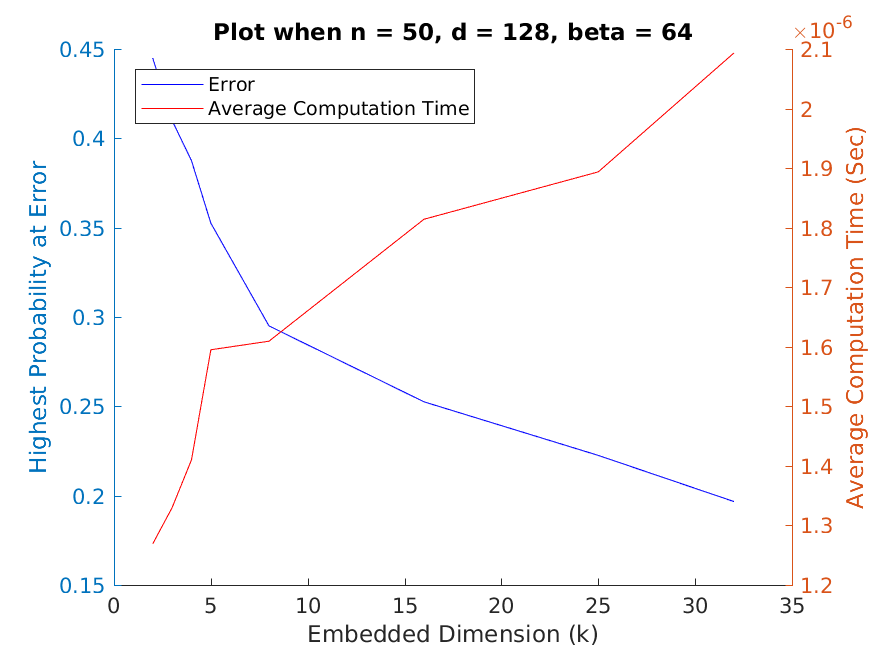 Plot when n = 50, d = 128, beta = 64
×10^-6
Error
Average Computation Time
Highest Probability at Error
0.45
0.4
0.35
0.3
0.25
0.2
0.15
2.1
2
1.9
1.8
1.7
1.6
1.5
1.4
1.3
1.2
Average Computation Time (Sec)
0 5 10 15 20 25 30 35
Embedded Dimension (k)